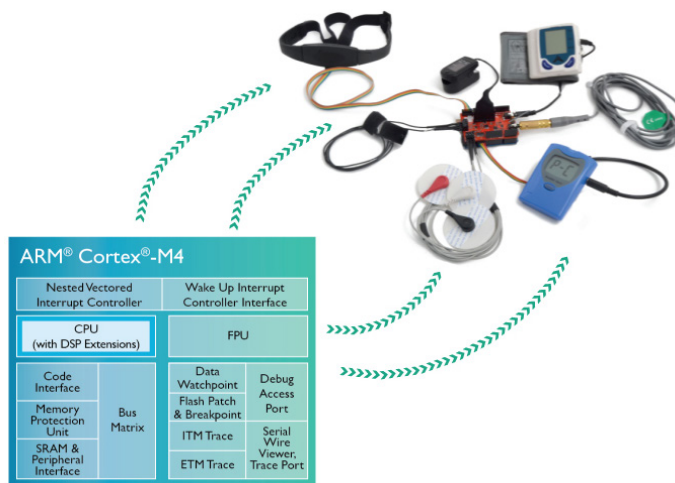 P-C
ARM® Cortex®-M4
Nested Vectored
Interrupt Controller
Wake Up Interrupt
Controller Interface
CPU
(with DSP Extensions)
FPU
Code
Interface
Memory
Protection
Unit
SRAM &
Peripheral
Interface
Bus
Matrix
Data
Watchpoint
Flash Patch
& Breakpoint
ITM Trace
ETM Trace
Debug
Access
Port
Serial
Wire
Viewer,
Trace Port